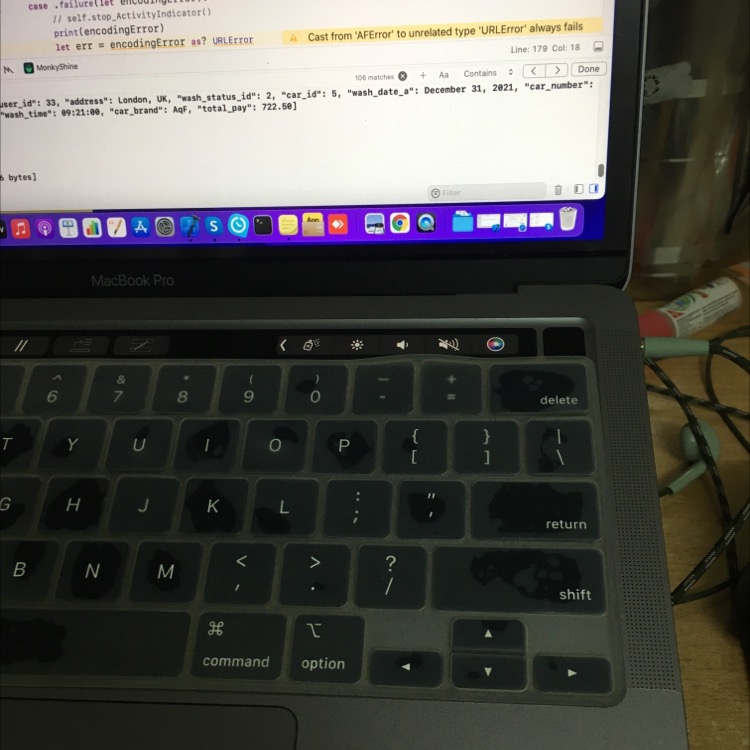 case .failure(let encodingError):
// self.stop_ActivityIndicator()
print(encodingError)
let err = encodingError as? URLError
Cast from 'AFError' to unrelated type 'URLError' always fails
Line: 179 Col: 18
MonkyShine
106 matches
+ Aa Contains
< >
Done
user_id": 33, "address": London, UK, "wash_status_id": 2, "car_id": 5, "wash_date_a": December 31, 2021, "car_number":
"wash_time": 09:21:00, "car_brand": AqF, "total_pay": 722.50]
6 bytes]
Filter
MacBook Pro
^ & * ( ) − +
6 7 8 9 0 - = delete
T Y U I O P { [ } ] | \
G H J K L : ; " ' return
B N M < , > . ? / shift
⌘ ⌥
command option